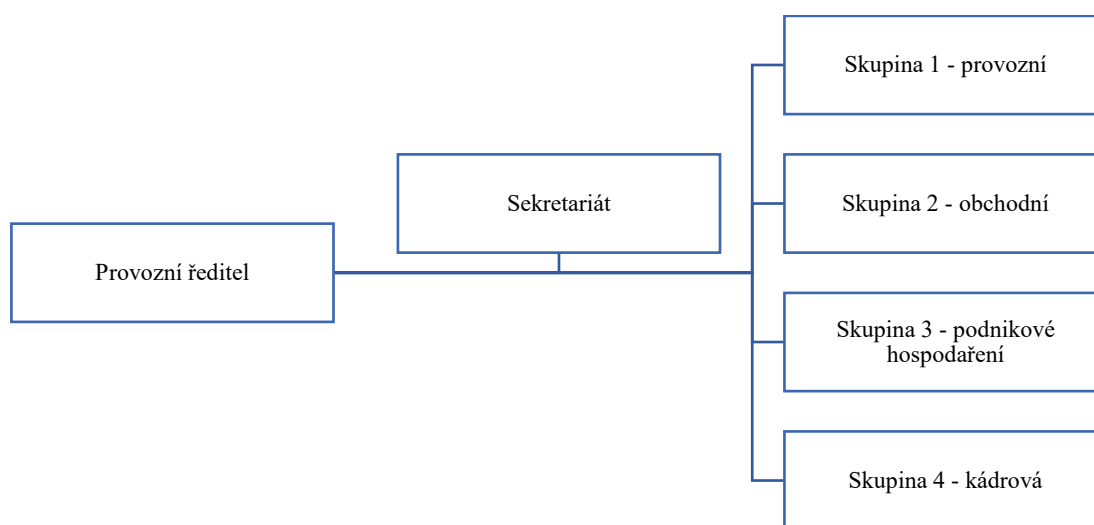 Skupina 1 - provozní
Sekretariát
Skupina 2 - obchodní
Provozní ředitel
Skupina 3 - podnikové
hospodaření
Skupina 4 - kádrová